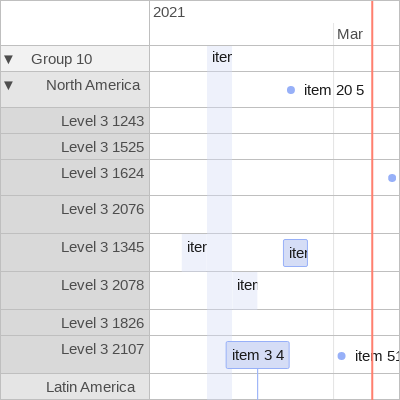 2021
Mar
▼ Group 10 iter
▼ North America item 20 5
Level 3 1243
Level 3 1525
Level 3 1624
Level 3 2076
Level 3 1345 iter iter
Level 3 2078 iter
Level 3 1826
Level 3 2107 item 3 4 item 51
Latin America